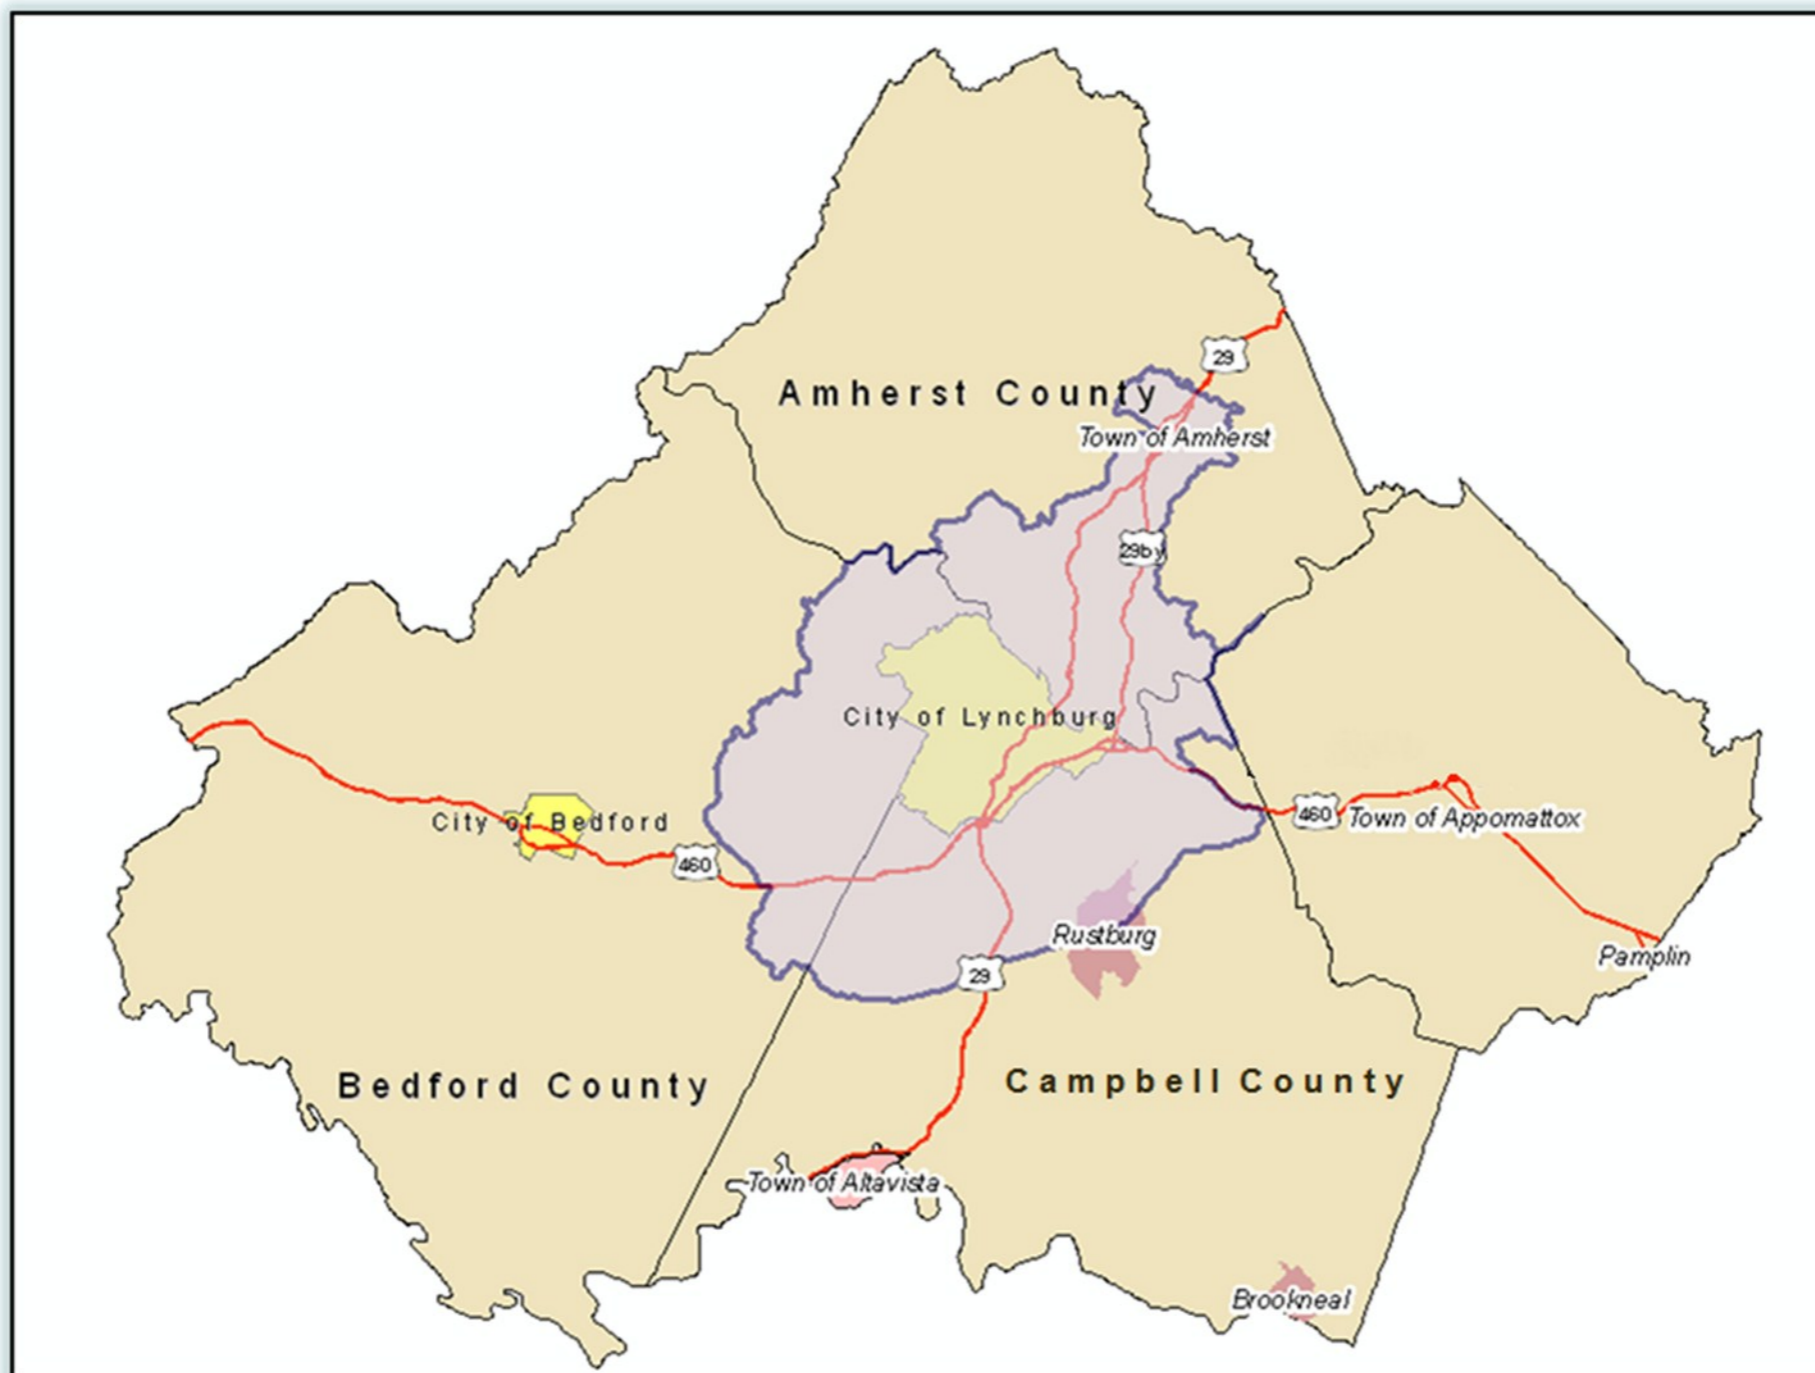 29
Amherst County
Town of Amherst
29by
City of Lynchburg
City of Bedford
460
460
Town of Appomattox
Rustburg
Pamplin
29
Bedford County
Campbell County
Town of Altavista
Brookneal